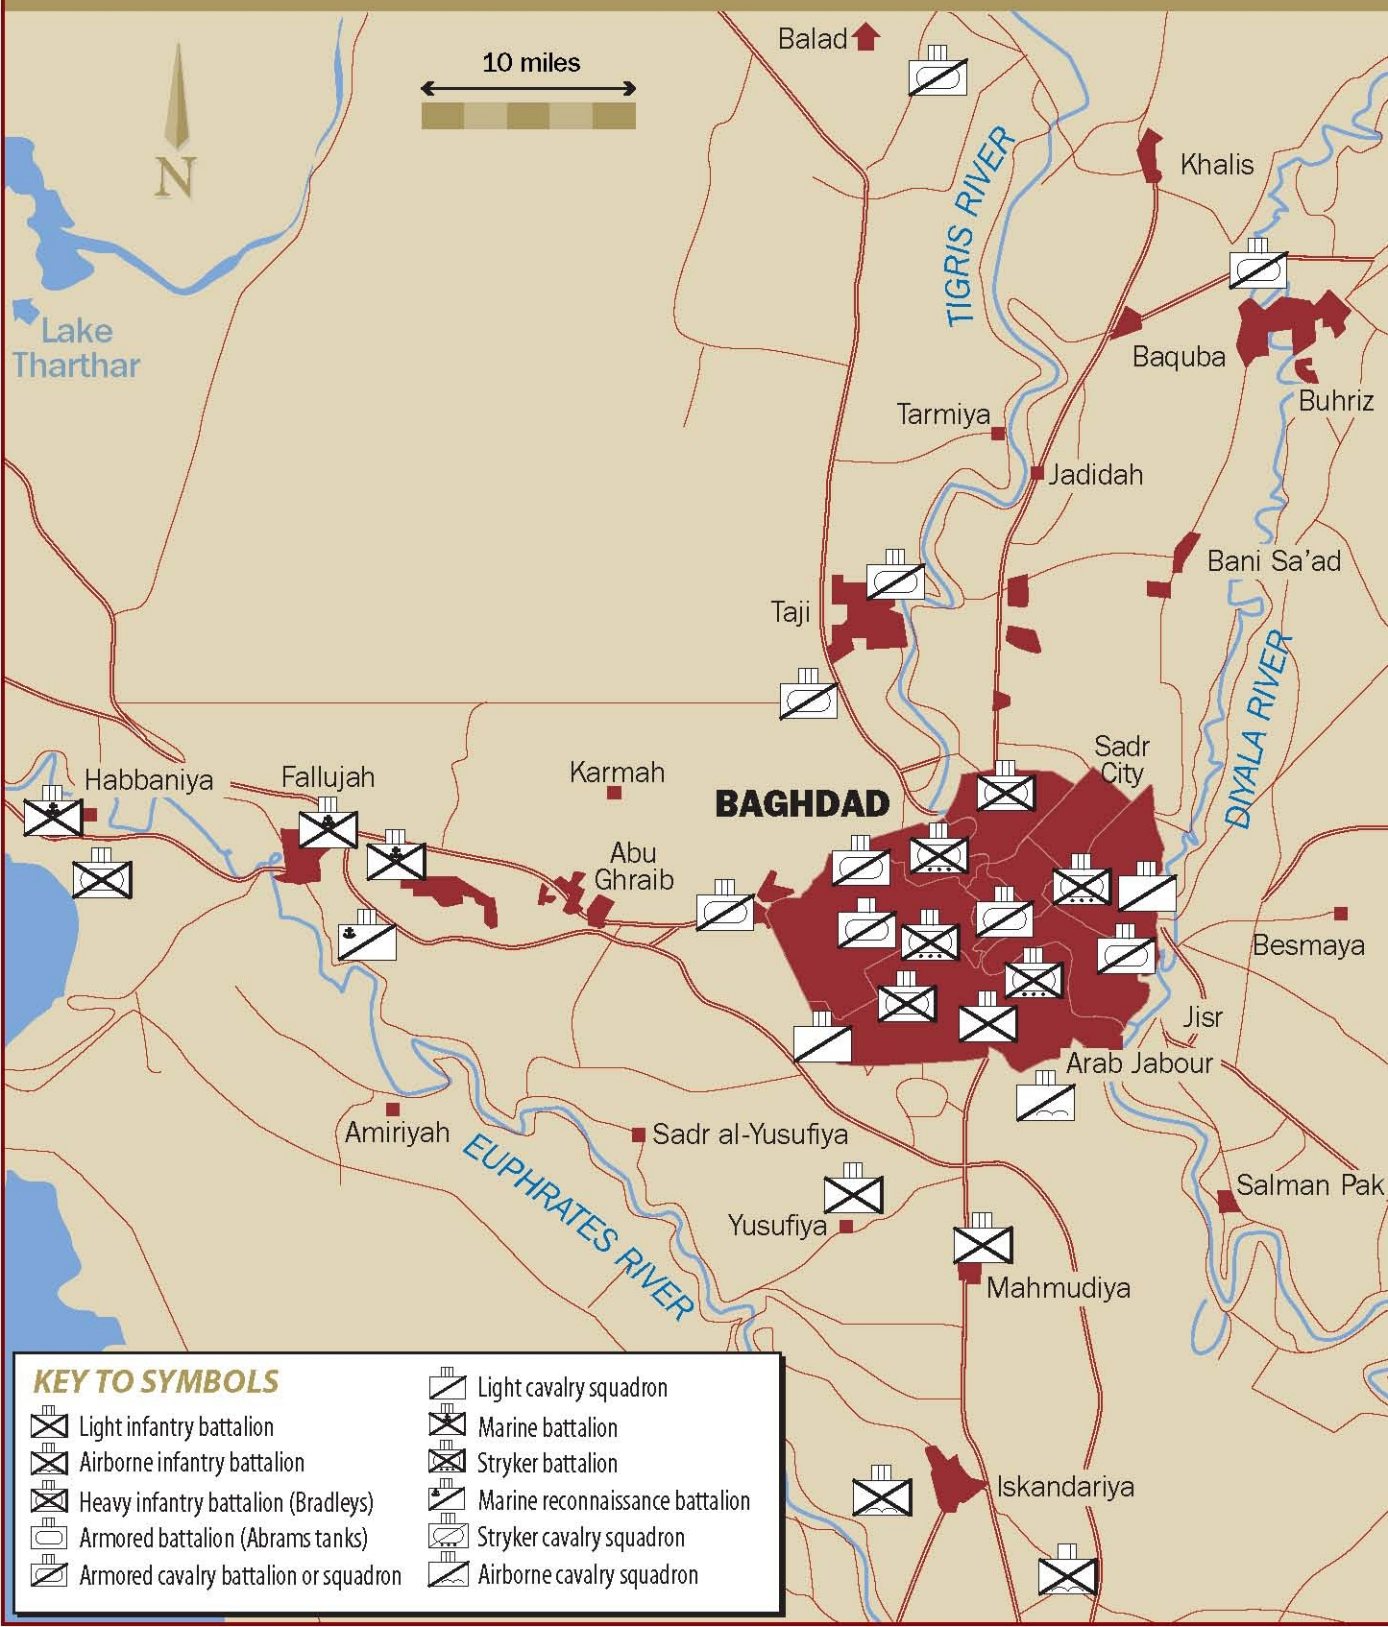 Balad
10 miles
N
Khalis
TIGRIS RIVER
Lake
Tharthar
Baquba
Buhriz
Tarmiya
Jadidah
Bani Sa’ad
Taji
DIYALA RIVER
Sadr
City
Habbaniya
Fallujah
Karmah
BAGHDAD
Abu
Ghraib
Besmaya
Jisr
Arab Jabour
Amiriyah
Sadr al-Yusufiya
EUPHRATES RIVER
Salman Pak
Yusufiya
Mahmudiya
Iskandariya
KEY TO SYMBOLS
Light infantry battalion
Airborne infantry battalion
Heavy infantry battalion (Bradleys)
Armored battalion (Abrams tanks)
Armored cavalry battalion or squadron
Light cavalry squadron
Marine battalion
Stryker battalion
Marine reconnaissance battalion
Stryker cavalry squadron
Airborne cavalry squadron